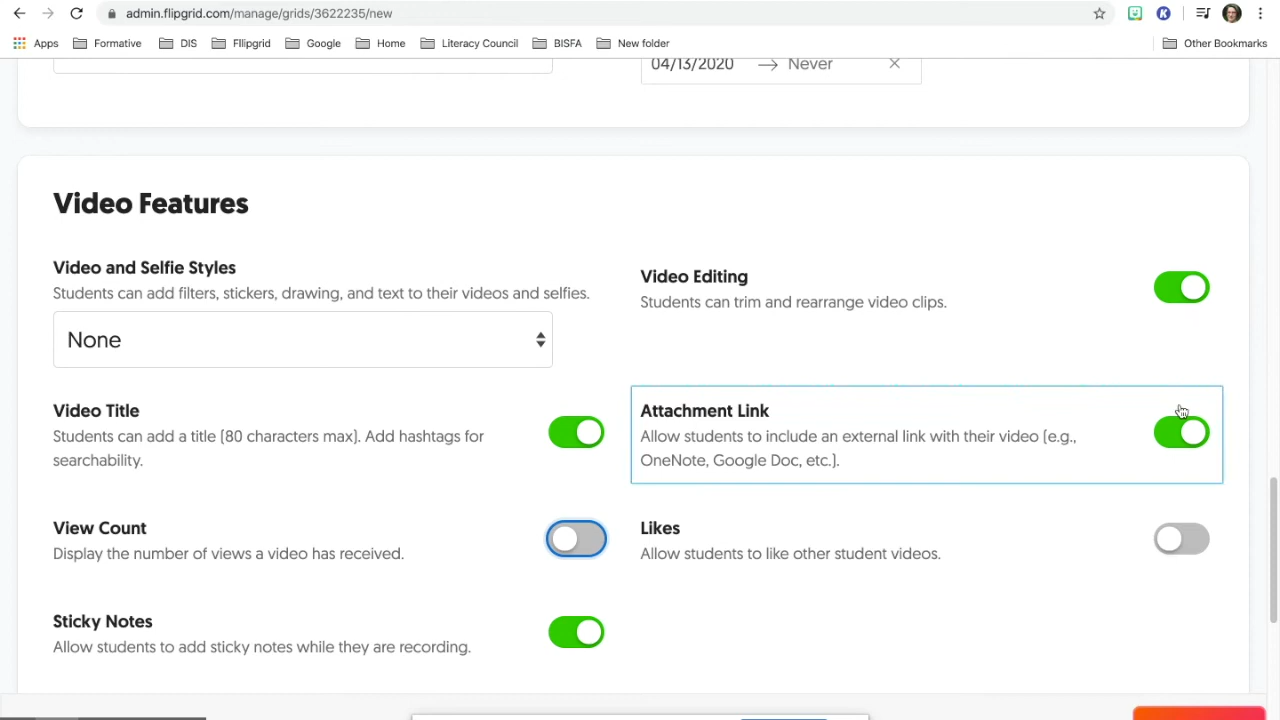 admin.flipgrid.com/manage/grids/3622235/new
Apps Formative DIS FlIpgrid Google Home Literacy Council BISFA New folder Other Bookmarks
04/13/2020 → Never ×
Video Features
Video and Selfie Styles
Students can add filters, stickers, drawing, and text to their videos and selfies.
None
Video Editing
Students can trim and rearrange video clips.
Video Title
Students can add a title (80 characters max). Add hashtags for
searchability.
Attachment Link
Allow students to include an external link with their video (e.g.,
OneNote, Google Doc, etc.).
View Count
Display the number of views a video has received.
Likes
Allow students to like other student videos.
Sticky Notes
Allow students to add sticky notes while they are recording.